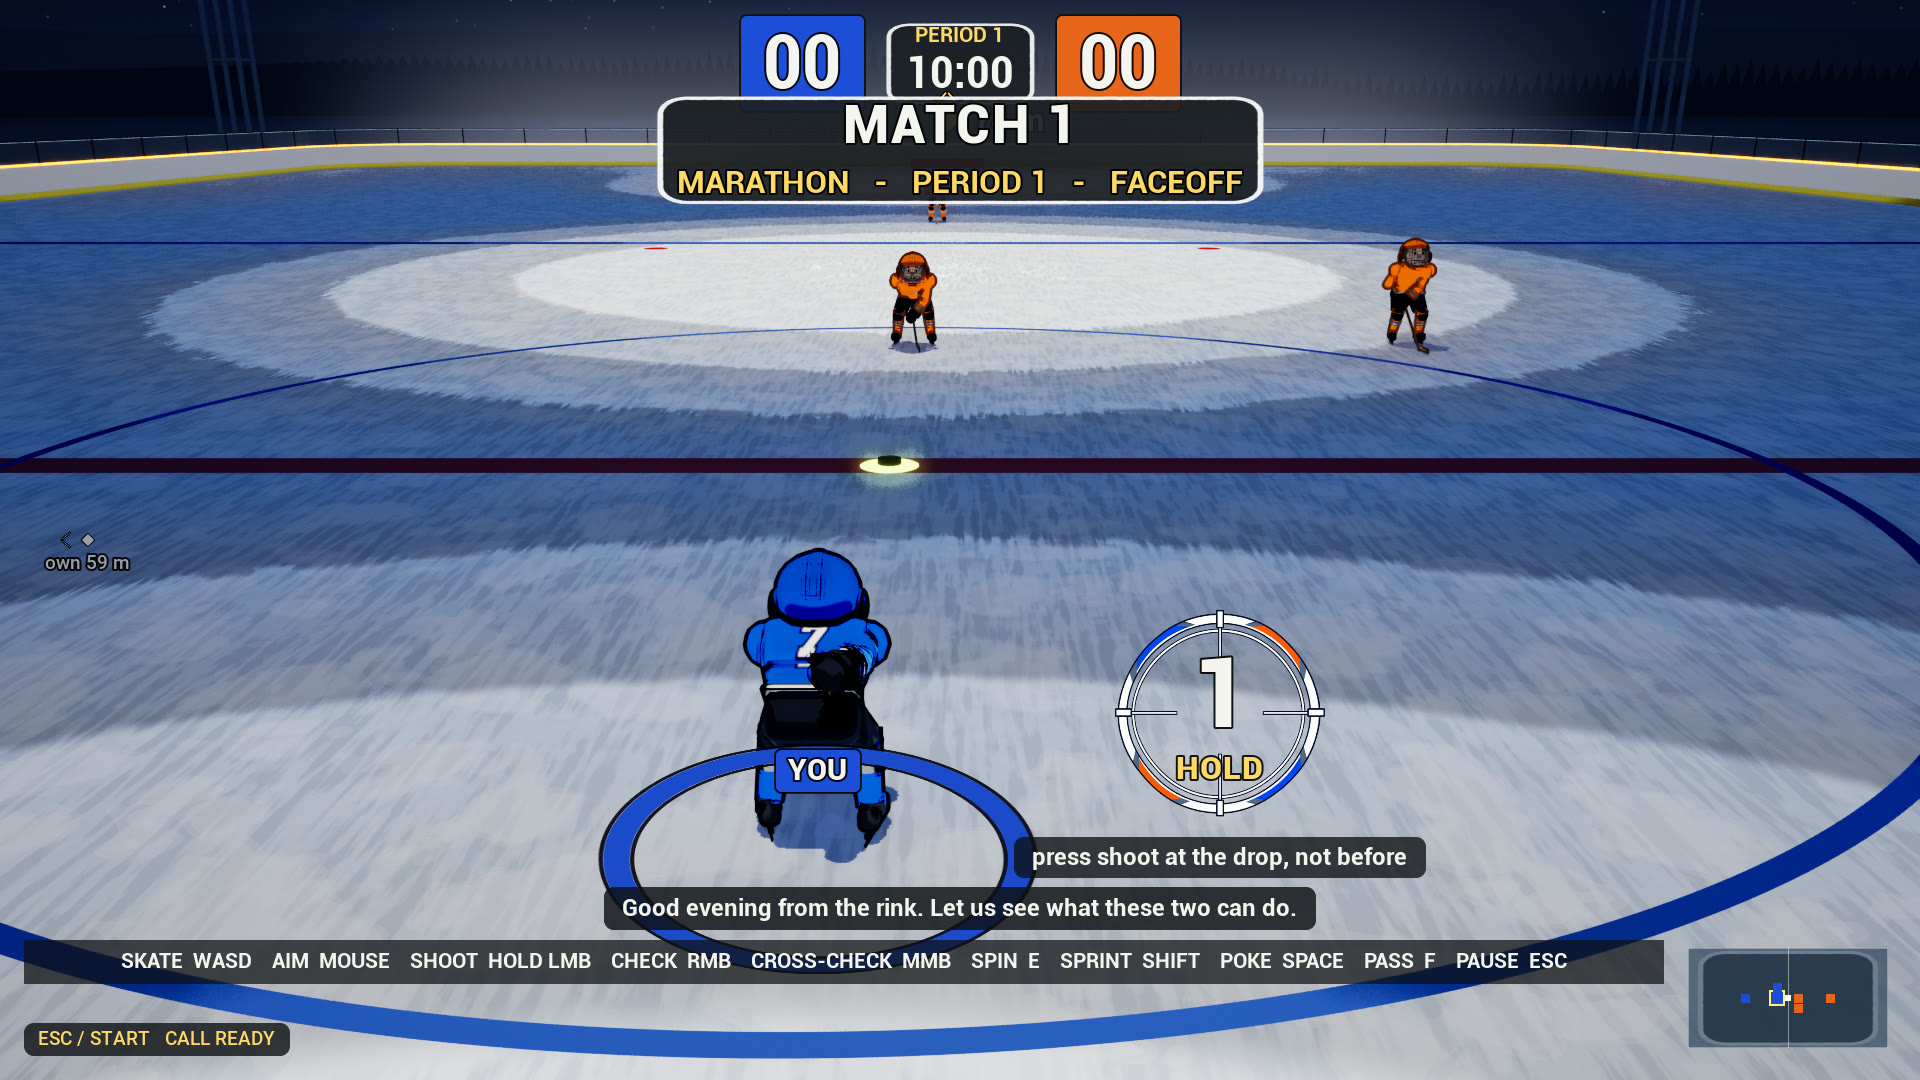 00
PERIOD 1
10:00
00
MATCH 1
MARATHON - PERIOD 1 - FACEOFF
own 59 m
7
YOU
1
HOLD
press shoot at the drop, not before
Good evening from the rink. Let us see what these two can do.
SKATE WASD AIM MOUSE SHOOT HOLD LMB CHECK RMB CROSS-CHECK MMB SPIN E SPRINT SHIFT POKE SPACE PASS F PAUSE ESC
ESC / START CALL READY